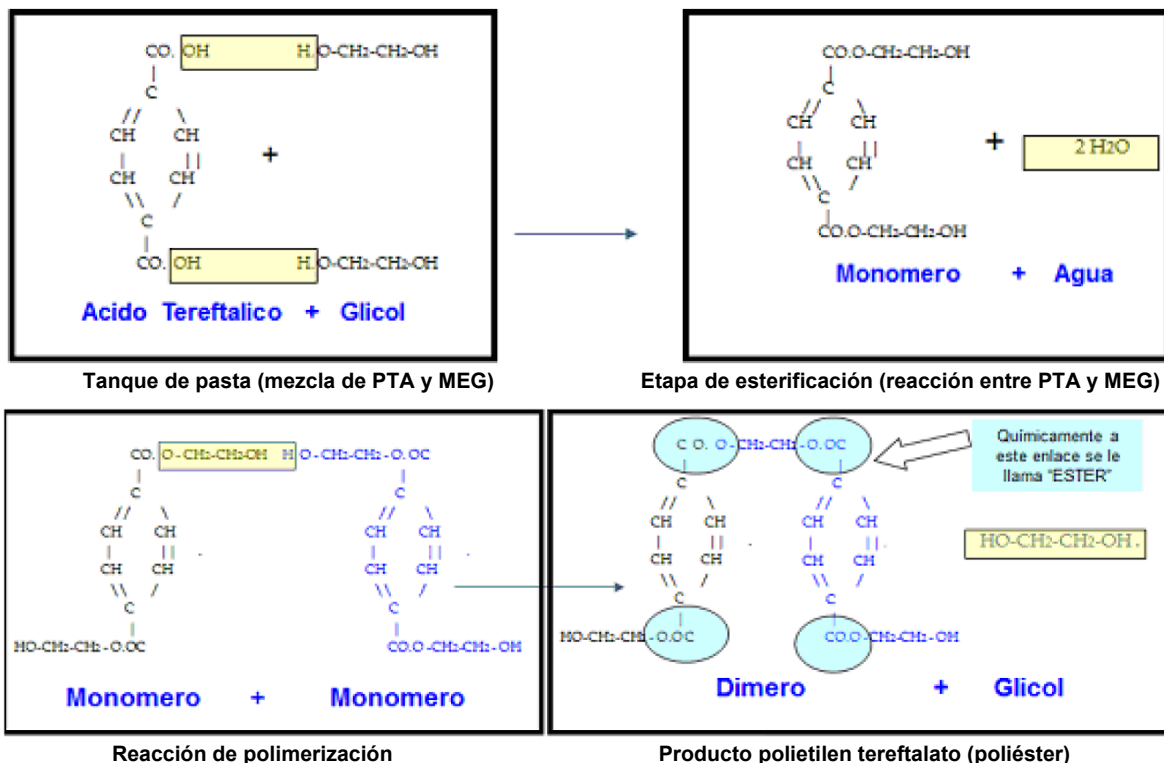 CO. OH H. O-CH2-CH2-OH
|
C
// \
CH CH
| ||
CH CH
\\ /
C
|
CO. OH H. O-CH2-CH2-OH
+
Acido Tereftalico + Glicol
Tanque de pasta (mezcla de PTA y MEG)
CO.O-CH2-CH2-OH
|
C
// \
CH CH
| ||
CH CH
\\ /
C
|
CO.O-CH2-CH2-OH
+
2 H2O
Monomero + Agua
Etapa de esterificación (reacción entre PTA y MEG)
CO. O-CH2-CH2-OH H O-CH2-CH2-O.OC
| |
C C
// \ // \
CH CH CH CH
| || | ||
CH CH . CH CH .
\\ / \\ /
C C
| |
HO-CH2-CH2-O.OC CO.O-CH2-CH2-OH
Monomero + Monomero
Reacción de polimerización
C O. O-CH2-CH2-O.OC
| |
C C
// \ // \
CH CH CH CH
| || | ||
CH CH . CH CH .
\\ / \\ /
C C
| |
HO-CH2-CH2-O.OC CO.O-CH2-CH2-OH
Químicamente a
este enlace se le
llama "ESTER"
HO-CH2-CH2-OH .
Dimero + Glicol
Producto polietilen tereftalato (poliéster)